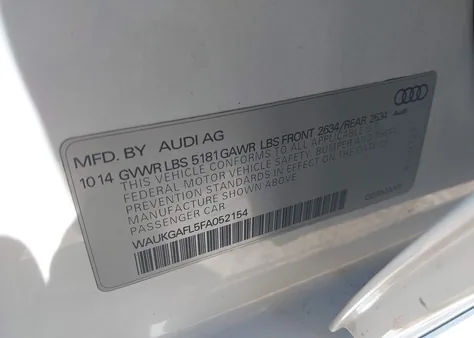 MFD. BY AUDI AG
Audi
10 14 GVWR LBS 5181 GAWR LBS FRONT 2634/REAR 2634
THIS VEHICLE CONFORMS TO ALL APPLICABLE
FEDERAL MOTOR VEHICLE SAFETY, BUMPER AND THEFT
PREVENTION STANDARDS IN EFFECT ON THE DATE OF
MANUFACTURE SHOWN ABOVE
PASSENGER CAR
WAUKGAFL5FA052154